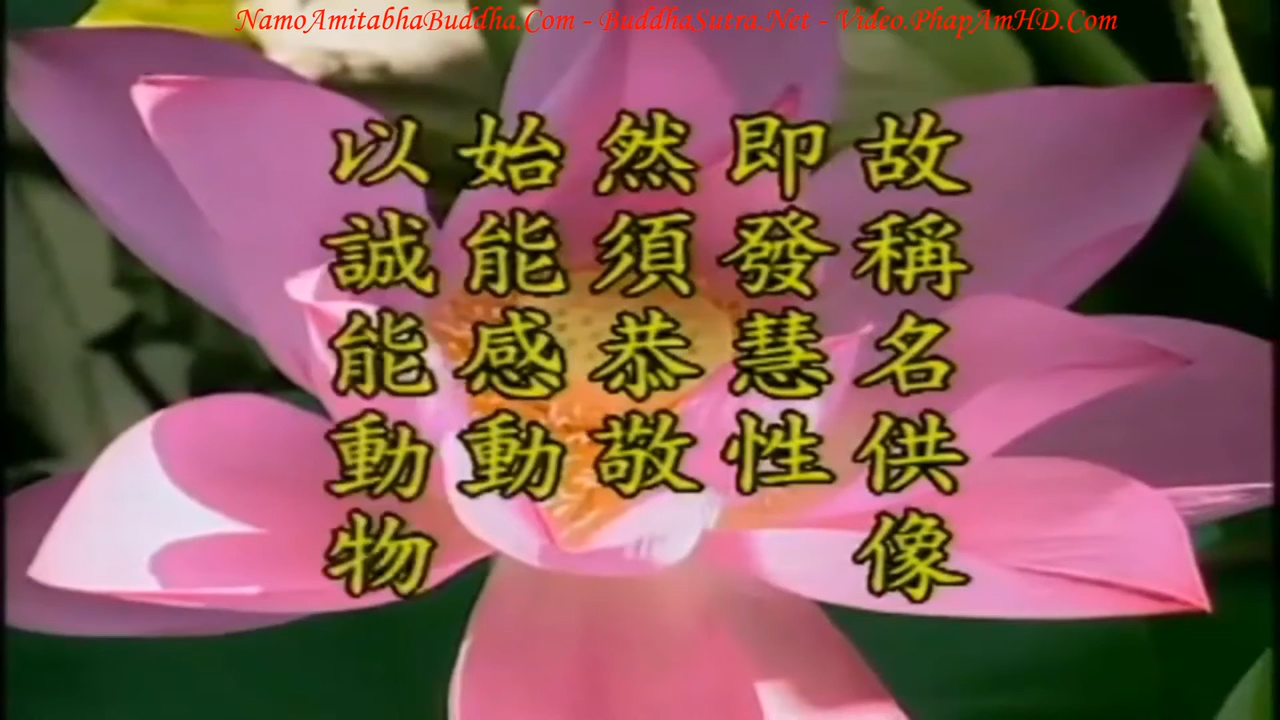 NamoAmitabhaBuddha.Com - BuddhaSutra.Net - Video.PhapAmHD.Com
故稱名供像
即發慧性
然須恭敬
始能感動
以誠能動物